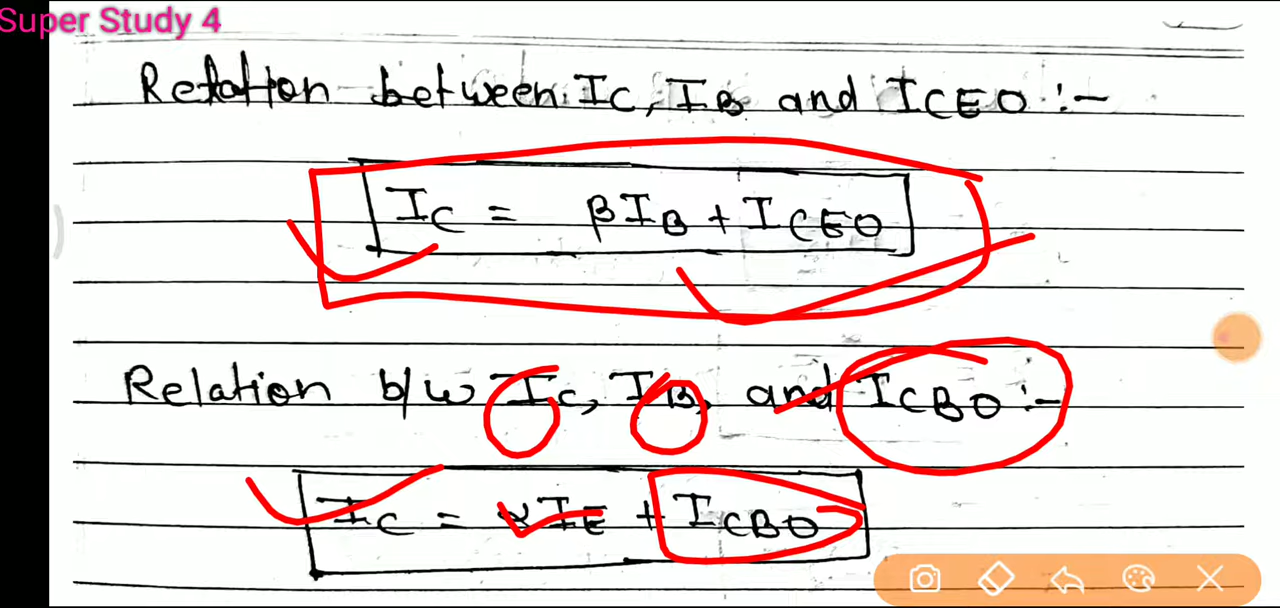 Super Study 4
Relation between IC, IB and ICEO :-
IC = βIB + ICEO
Relation b/w IC, IB, and ICBO :-
IC = αIE + ICBO